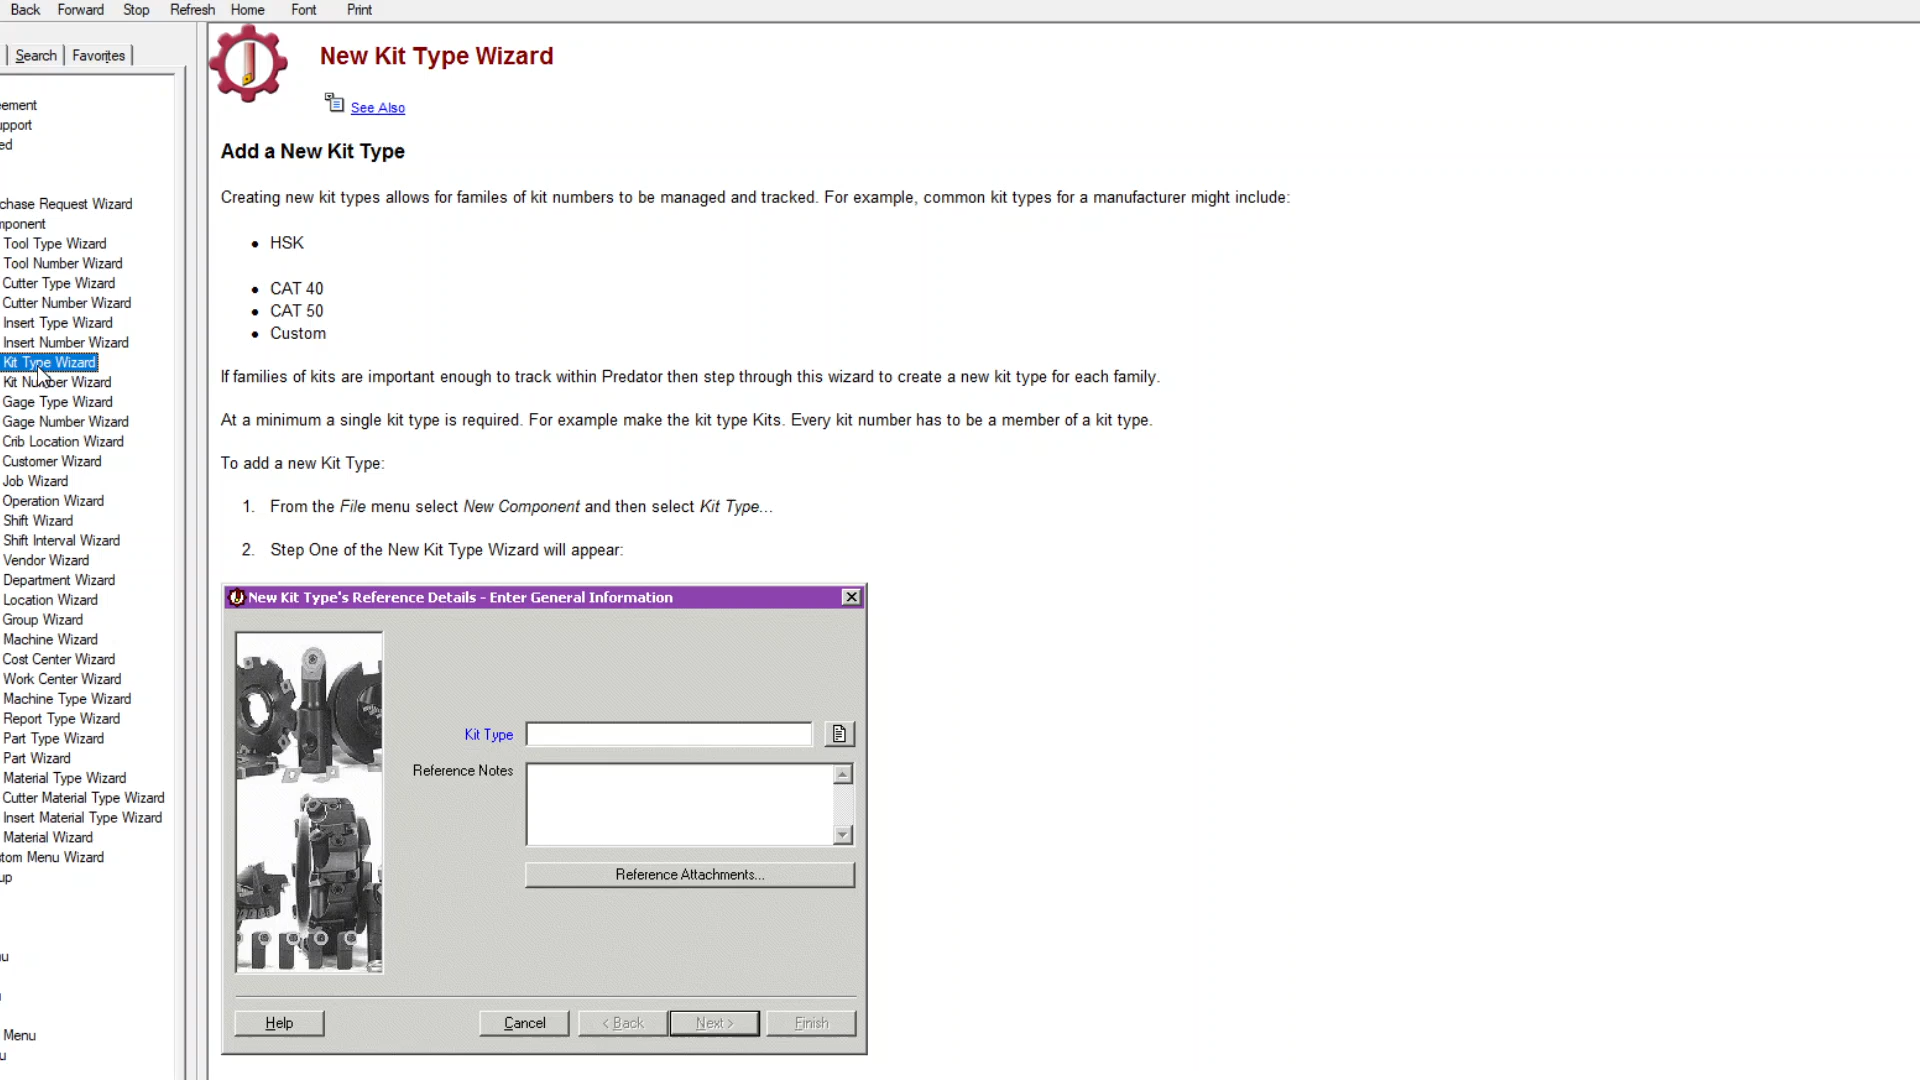 Back Forward Stop Refresh Home Font Print
Search Favorites
New Kit Type Wizard
See Also
ement
upport
ed
chase Request Wizard
mponent
Tool Type Wizard
Tool Number Wizard
Cutter Type Wizard
Cutter Number Wizard
Insert Type Wizard
Insert Number Wizard
Kit Type Wizard
Kit Number Wizard
Gage Type Wizard
Gage Number Wizard
Crib Location Wizard
Customer Wizard
Job Wizard
Operation Wizard
Shift Wizard
Shift Interval Wizard
Vendor Wizard
Department Wizard
Location Wizard
Group Wizard
Machine Wizard
Cost Center Wizard
Work Center Wizard
Machine Type Wizard
Report Type Wizard
Part Type Wizard
Part Wizard
Material Type Wizard
Cutter Material Type Wizard
Insert Material Type Wizard
Material Wizard
tom Menu Wizard
up
u
Menu
u
Add a New Kit Type
Creating new kit types allows for familes of kit numbers to be managed and tracked. For example, common kit types for a manufacturer might include:
• HSK
• CAT 40
• CAT 50
• Custom
If families of kits are important enough to track within Predator then step through this wizard to create a new kit type for each family.
At a minimum a single kit type is required. For example make the kit type Kits. Every kit number has to be a member of a kit type.
To add a new Kit Type:
1. From the File menu select New Component and then select Kit Type...
2. Step One of the New Kit Type Wizard will appear:
New Kit Type's Reference Details - Enter General Information
Kit Type
Reference Notes
Reference Attachments...
Help Cancel < Back Next > Finish